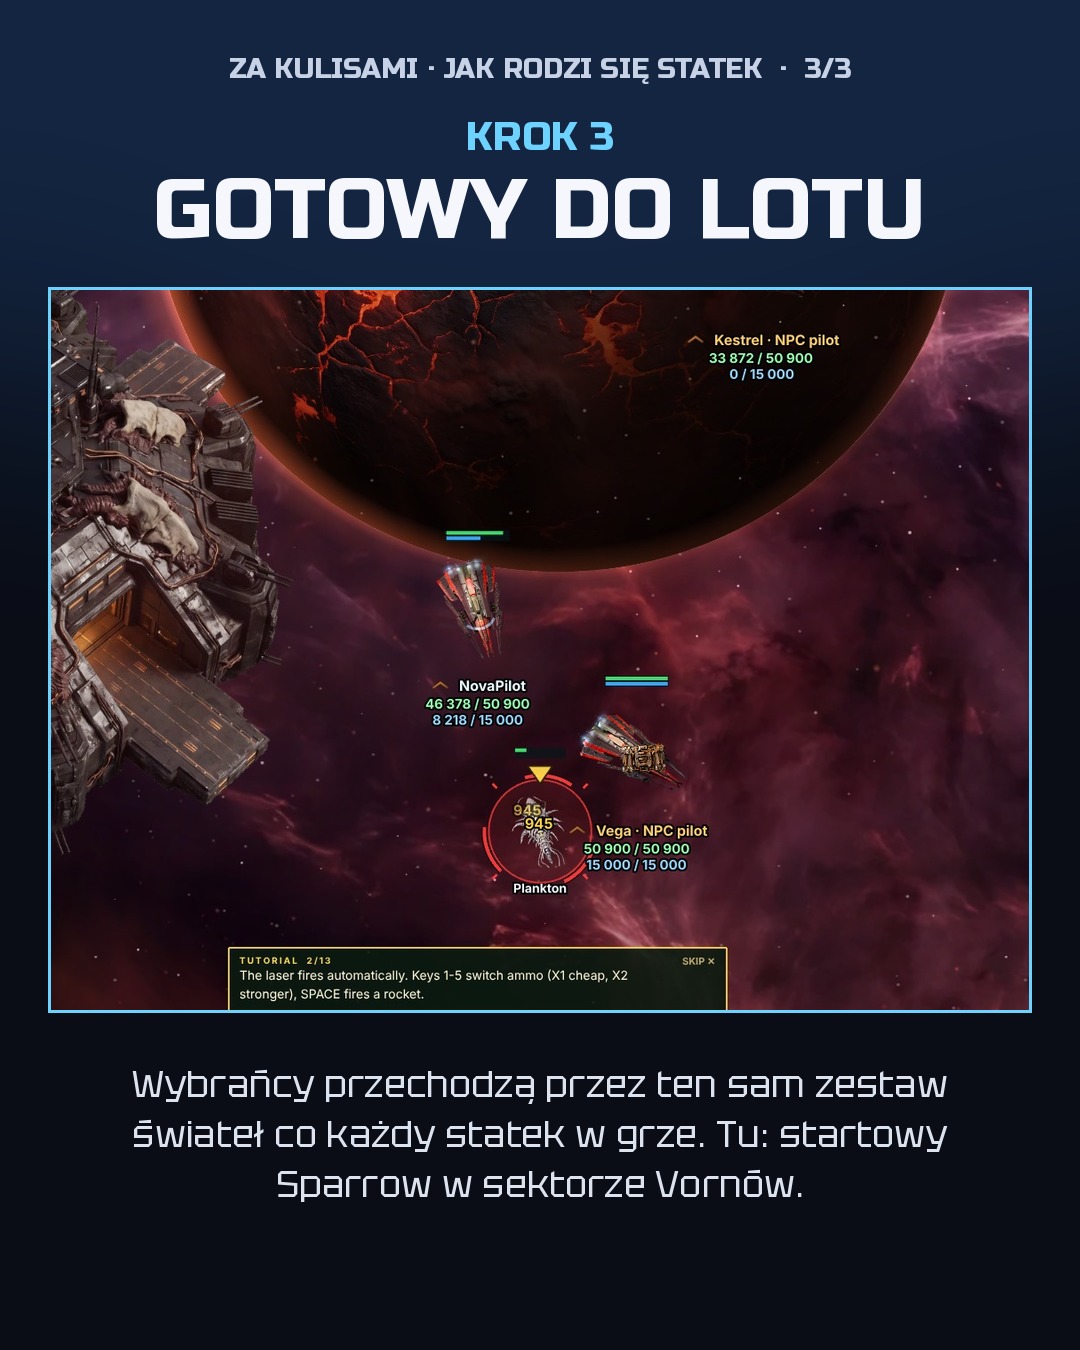 ZA KULISAMI · JAK RODZI SIĘ STATEK · 3/3
KROK 3
GOTOWY DO LOTU
Kestrel · NPC pilot
33 872 / 50 900
0 / 15 000
NovaPilot
46 378 / 50 900
8 218 / 15 000
945
945
Vega · NPC pilot
50 900 / 50 900
15 000 / 15 000
Plankton
TUTORIAL 2/13
SKIP ✕
The laser fires automatically. Keys 1-5 switch ammo (X1 cheap, X2
stronger), SPACE fires a rocket.
Wybrańcy przechodzą przez ten sam zestaw
świateł co każdy statek w grze. Tu: startowy
Sparrow w sektorze Vornów.